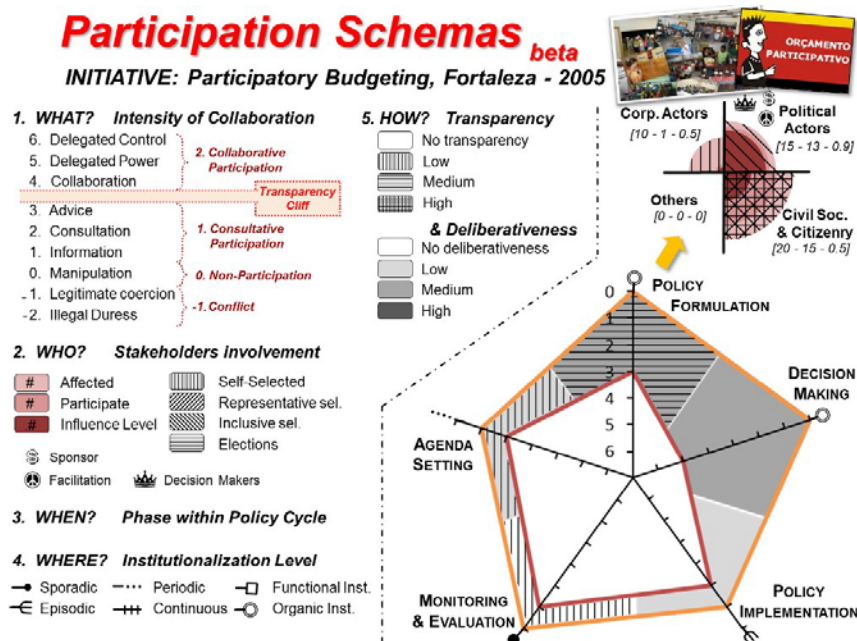 Participation Schemas beta
INITIATIVE: Participatory Budgeting, Fortaleza - 2005
ORÇAMENTO
PARTICIPATIVO
1. WHAT? Intensity of Collaboration
6. Delegated Control
5. Delegated Power
4. Collaboration
3. Advice
2. Consultation
1. Information
0. Manipulation
-1. Legitimate coercion
-2. Illegal Duress
2. Collaborative
Participation
Transparency
Cliff
1. Consultative
Participation
0. Non-Participation
-1. Conflict
2. WHO? Stakeholders involvement
# Affected
# Participate
# Influence Level
Self-Selected
Representative sel.
Inclusive sel.
Elections
Sponsor
Facilitation
Decision Makers
3. WHEN? Phase within Policy Cycle
4. WHERE? Institutionalization Level
Sporadic
Periodic
Functional Inst.
Episodic
Continuous
Organic Inst.
5. HOW? Transparency
No transparency
Low
Medium
High
& Deliberativeness
No deliberativeness
Low
Medium
High
Corp. Actors
[10 - 1 - 0.5]
Political
Actors
[15 - 13 - 0.9]
Others
[0 - 0 - 0]
Civil Soc.
& Citizenry
[20 - 15 - 0.5]
POLICY
FORMULATION
DECISION
MAKING
POLICY
IMPLEMENTATION
MONITORING
& EVALUATION
AGENDA
SETTING
0
1
2
3
4
5
6